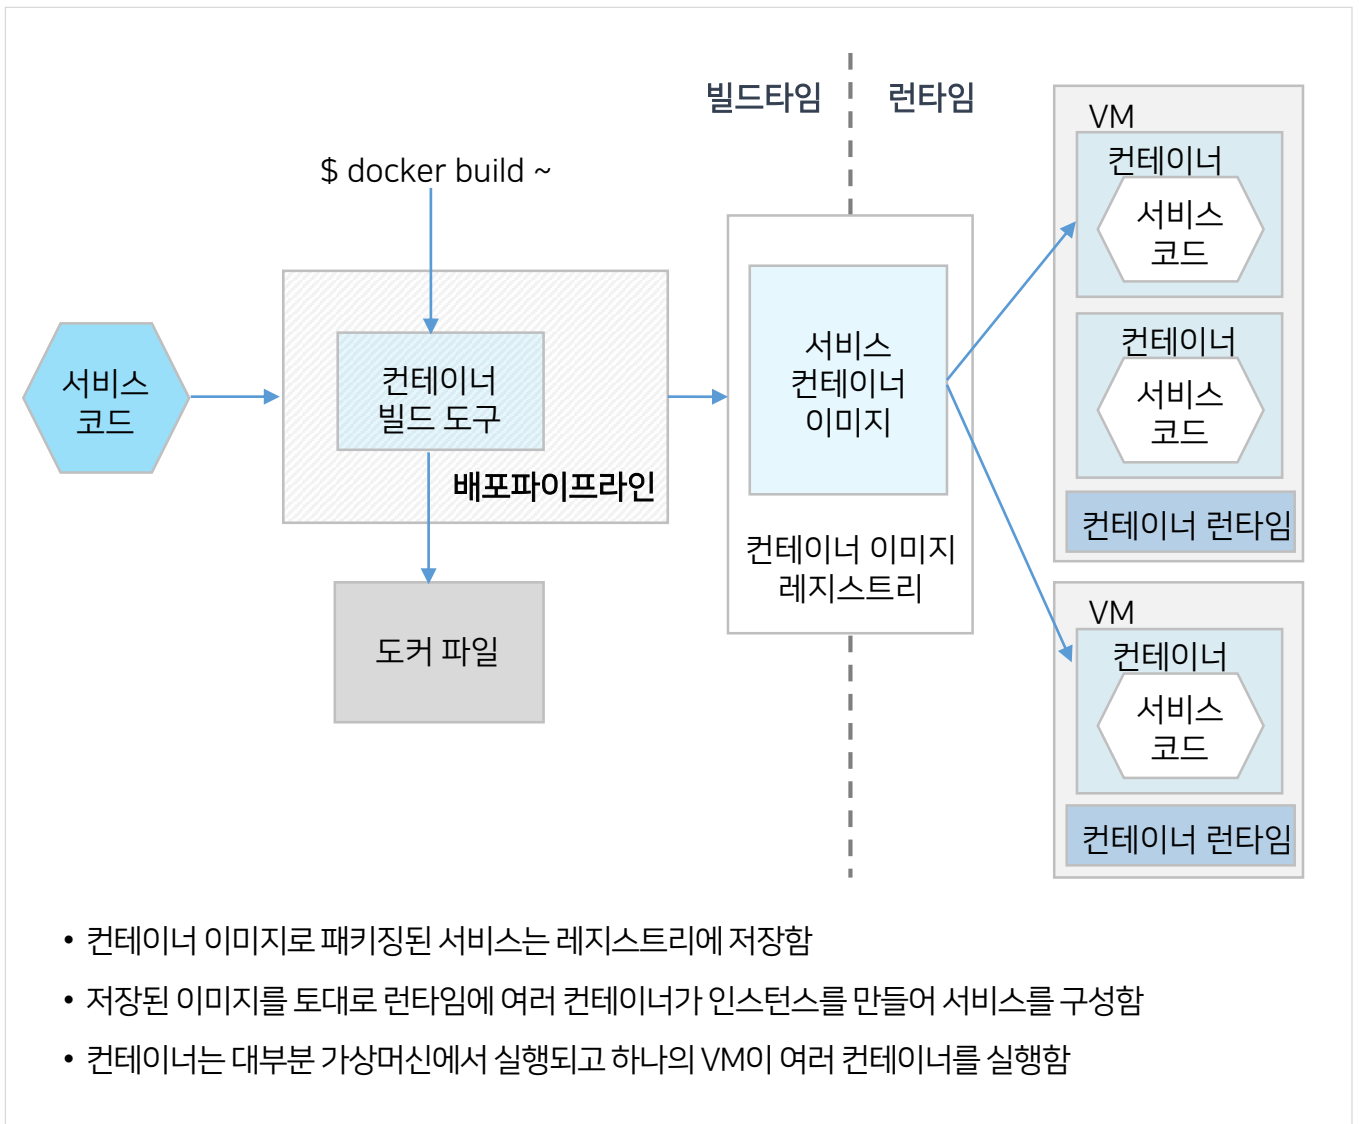 빌드타임
런타임
$ docker build ~
서비스
코드
컨테이너
빌드 도구
배포파이프라인
도커 파일
서비스
컨테이너
이미지
컨테이너 이미지
레지스트리
VM
컨테이너
서비스
코드
컨테이너
서비스
코드
컨테이너 런타임
VM
컨테이너
서비스
코드
컨테이너 런타임
• 컨테이너 이미지로 패키징된 서비스는 레지스트리에 저장함
• 저장된 이미지를 토대로 런타임에 여러 컨테이너가 인스턴스를 만들어 서비스를 구성함
• 컨테이너는 대부분 가상머신에서 실행되고 하나의 VM이 여러 컨테이너를 실행함